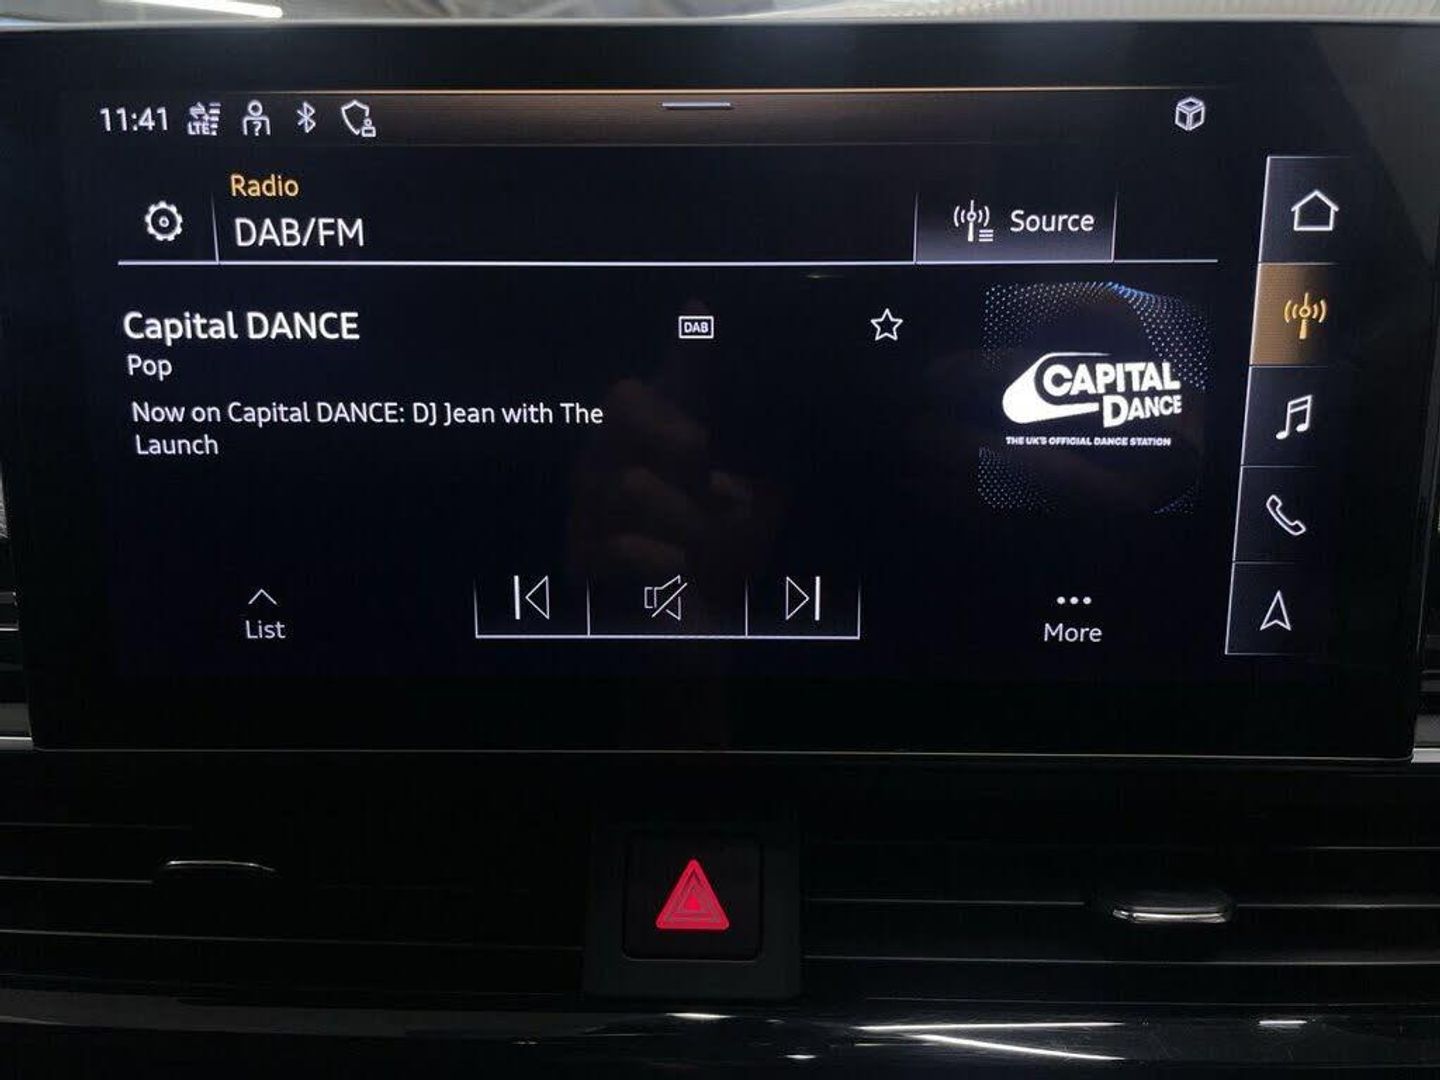 11:41 LTE
Radio
DAB/FM
Source
Capital DANCE
DAB
Pop
Now on Capital DANCE: DJ Jean with The
Launch
CAPITAL
DANCE
THE UK'S OFFICIAL DANCE STATION
List
More